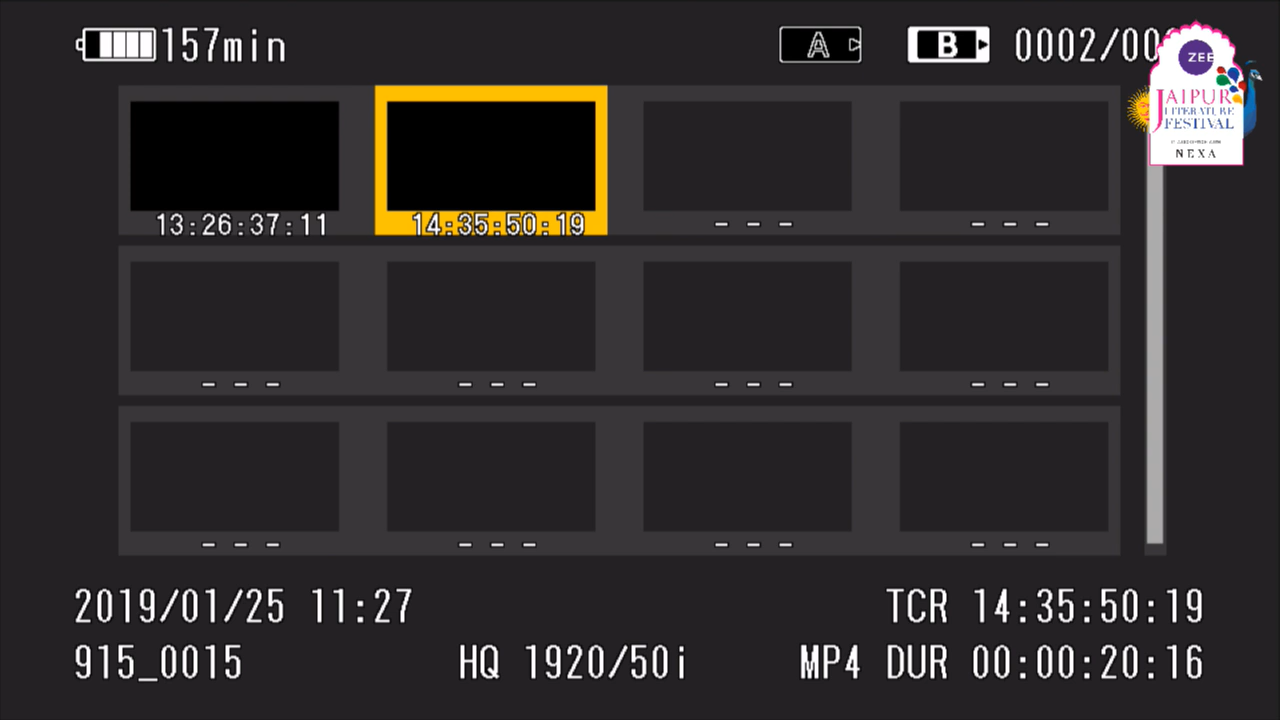 157min
A
B
0002/00
ZEE
JAIPUR
LITERATURE
FESTIVAL
NEXA
13:26:37:11
14:35:50:19
- - -
- - -
- - -
- - -
- - -
- - -
- - -
- - -
- - -
- - -
2019/01/25 11:27
TCR 14:35:50:19
915_0015
HQ 1920/50i
MP4 DUR 00:00:20:16